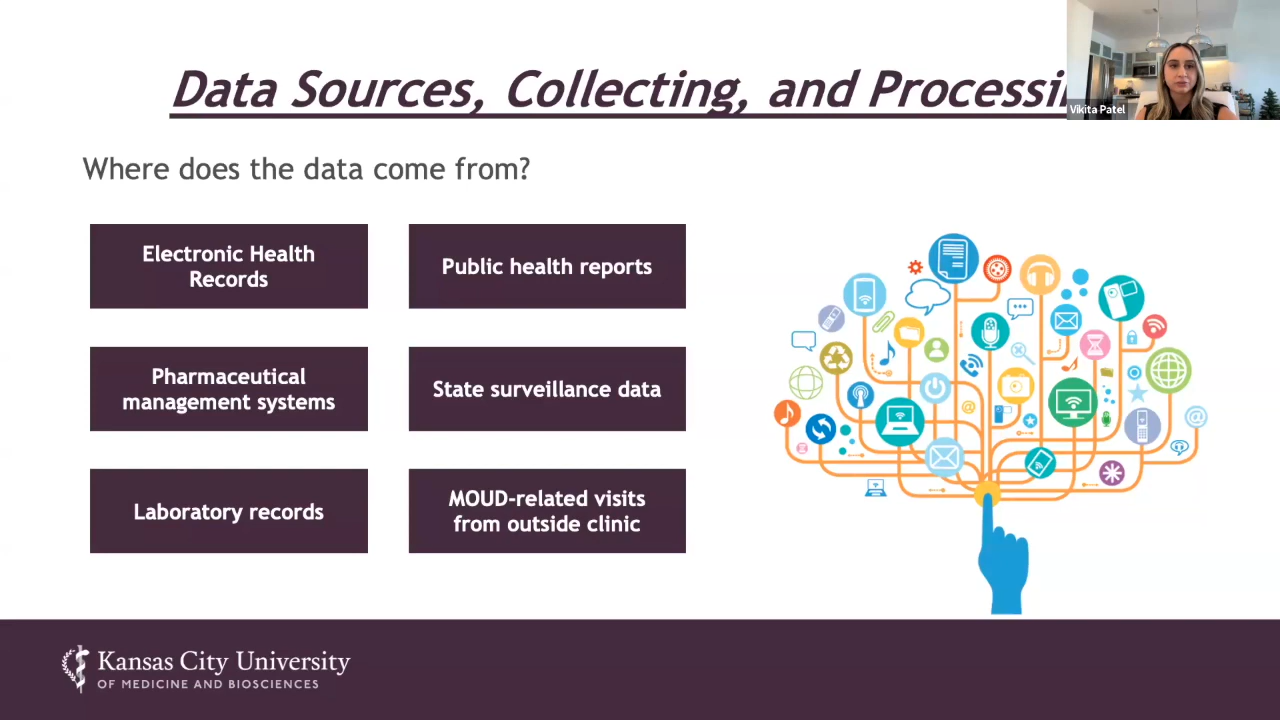 Data Sources, Collecting, and Processi
Vikita Patel
Where does the data come from?
Electronic Health
Records
Public health reports
Pharmaceutical
management systems
State surveillance data
Laboratory records
MOUD-related visits
from outside clinic
Kansas City University
OF MEDICINE AND BIOSCIENCES